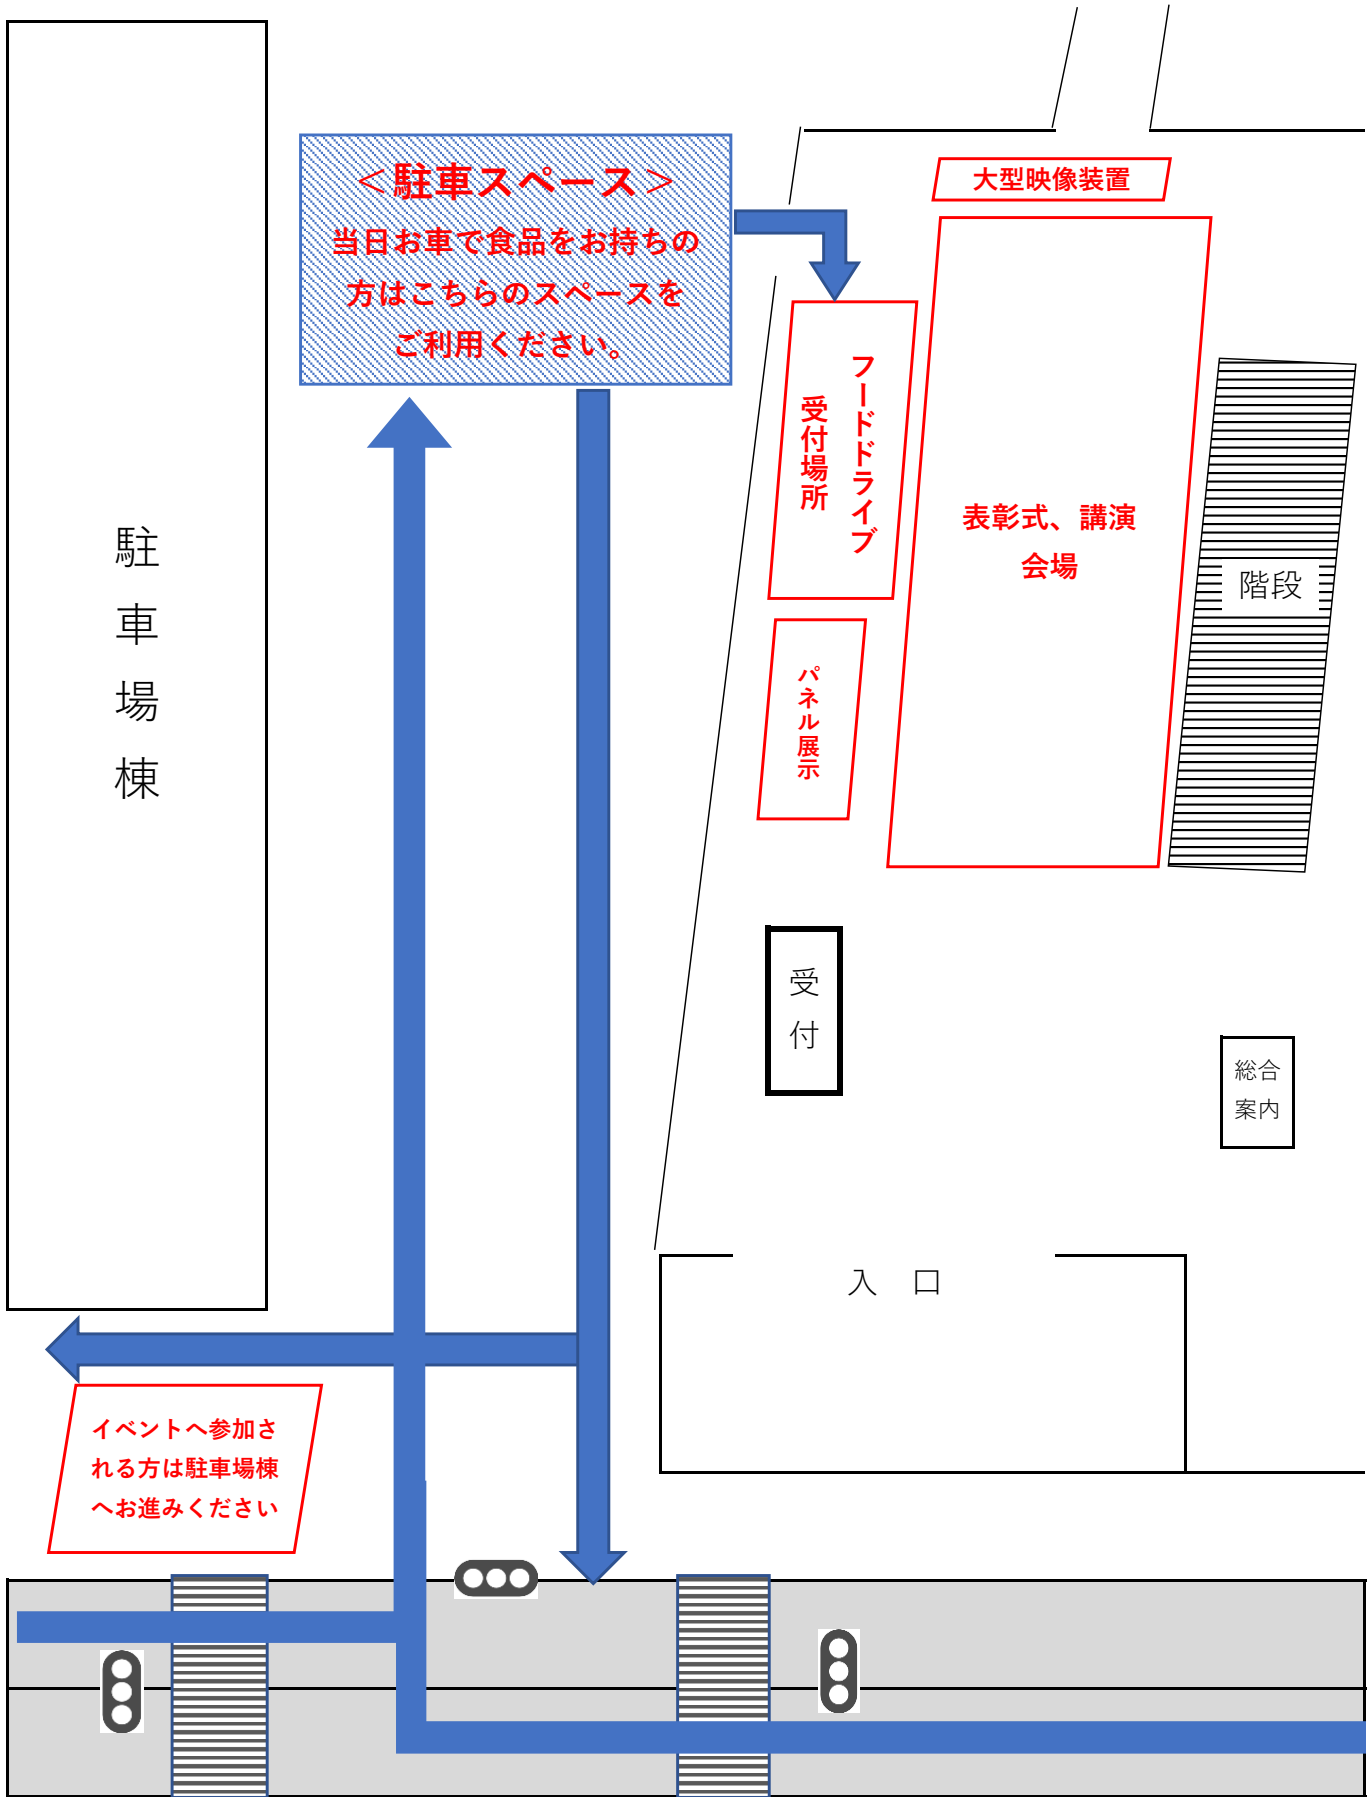 ＜駐車スペース＞
当日お車で食品をお持ちの
方はこちらのスペースを
ご利用ください。
大型映像装置
フードドライブ
受付場所
表彰式、講演
会場
階段
駐車場棟
パネル展示
受付
総合
案内
入　口
イベントへ参加さ
れる方は駐車場棟
へお進みください